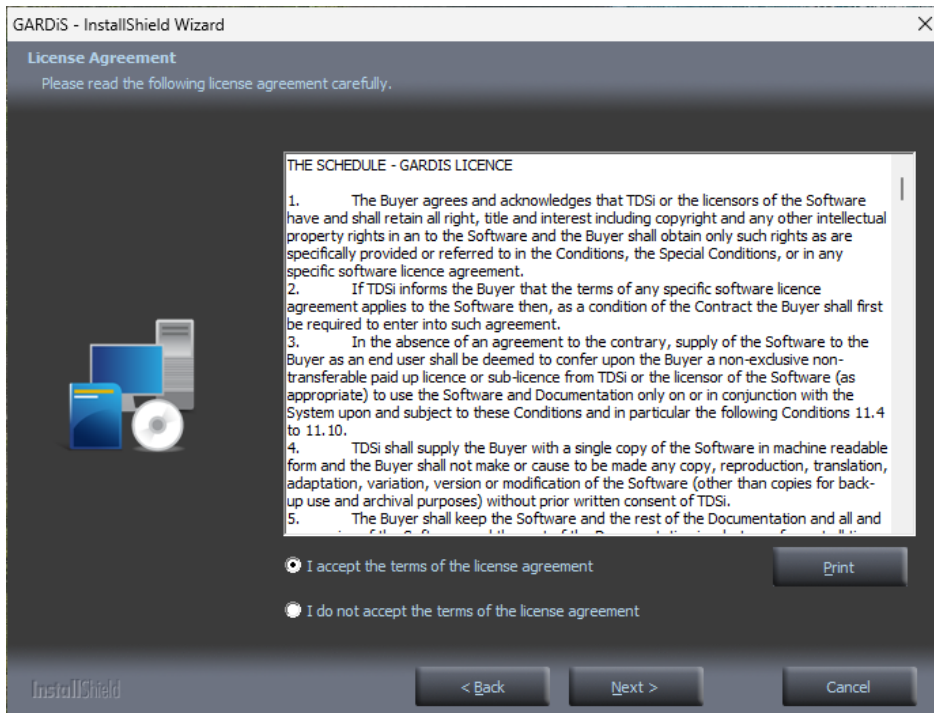 GARDiS - InstallShield Wizard
License Agreement
Please read the following license agreement carefully.
THE SCHEDULE - GARDIS LICENCE
1. The Buyer agrees and acknowledges that TDSi or the licensors of the Software
have and shall retain all right, title and interest including copyright and any other intellectual
property rights in an to the Software and the Buyer shall obtain only such rights as are
specifically provided or referred to in the Conditions, the Special Conditions, or in any
specific software licence agreement.
2. If TDSi informs the Buyer that the terms of any specific software licence
agreement applies to the Software then, as a condition of the Contract the Buyer shall first
be required to enter into such agreement.
3. In the absence of an agreement to the contrary, supply of the Software to the
Buyer as an end user shall be deemed to confer upon the Buyer a non-exclusive non-
transferable paid up licence or sub-licence from TDSi or the licensor of the Software (as
appropriate) to use the Software and Documentation only on or in conjunction with the
System upon and subject to these Conditions and in particular the following Conditions 11.4
to 11.10.
4. TDSi shall supply the Buyer with a single copy of the Software in machine readable
form and the Buyer shall not make or cause to be made any copy, reproduction, translation,
adaptation, variation, version or modification of the Software (other than copies for back-
up use and archival purposes) without prior written consent of TDSi.
5. The Buyer shall keep the Software and the rest of the Documentation and all and
I accept the terms of the license agreement
Print
I do not accept the terms of the license agreement
InstallShield
< Back
Next >
Cancel